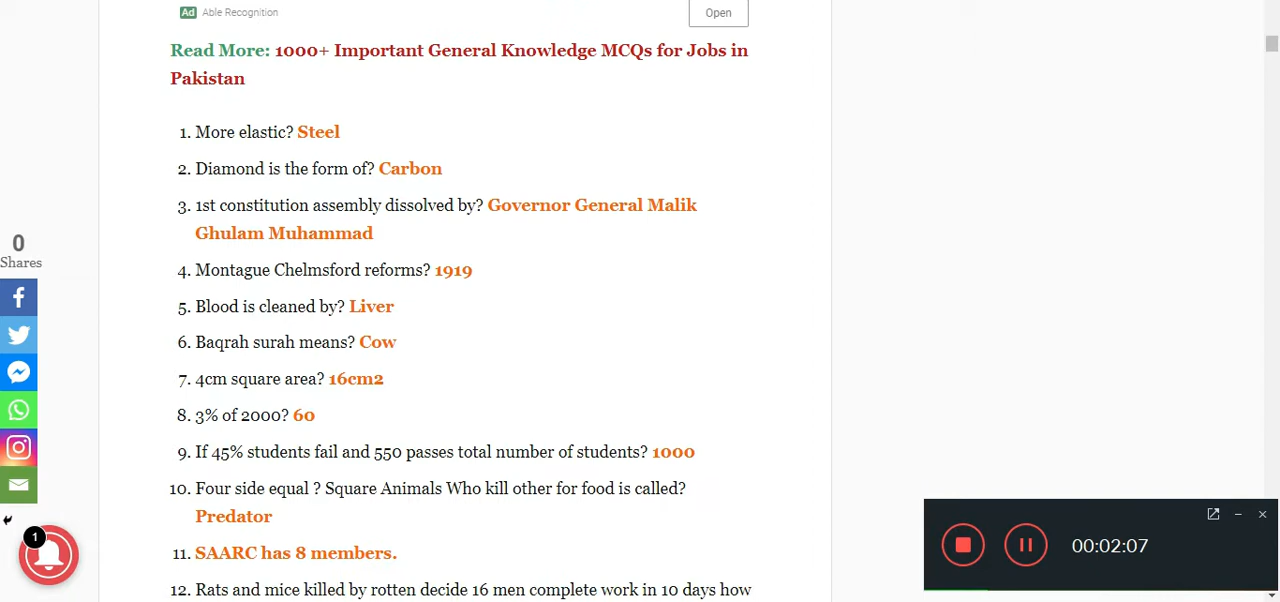 Ad Able Recognition
Open
Read More: 1000+ Important General Knowledge MCQs for Jobs in
Pakistan
1. More elastic? Steel
2. Diamond is the form of? Carbon
3. 1st constitution assembly dissolved by? Governor General Malik
Ghulam Muhammad
4. Montague Chelmsford reforms? 1919
5. Blood is cleaned by? Liver
6. Baqrah surah means? Cow
7. 4cm square area? 16cm2
8. 3% of 2000? 60
9. If 45% students fail and 550 passes total number of students? 1000
10. Four side equal ? Square Animals Who kill other for food is called?
Predator
11. SAARC has 8 members.
12. Rats and mice killed by rotten decide 16 men complete work in 10 days how
0
Shares
1
00:02:07